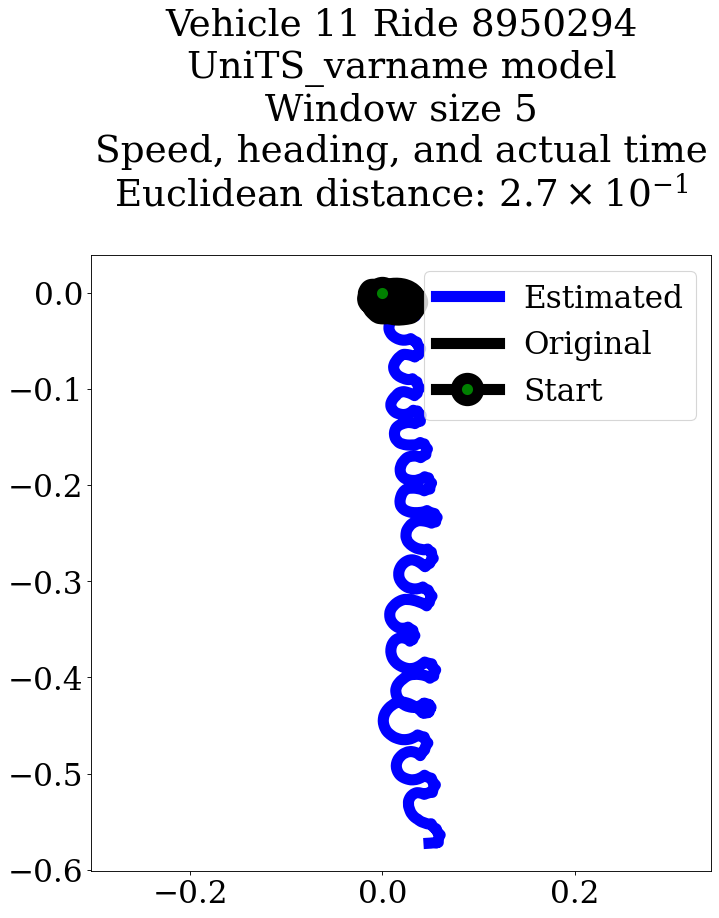 Vehicle 11 Ride 8950294
UniTS_varname model
Window size 5
Speed, heading, and actual time
Euclidean distance: 2.7 × 10⁻¹
Estimated
Original
Start
0.0
−0.1
−0.2
−0.3
−0.4
−0.5
−0.6
−0.2 0.0 0.2